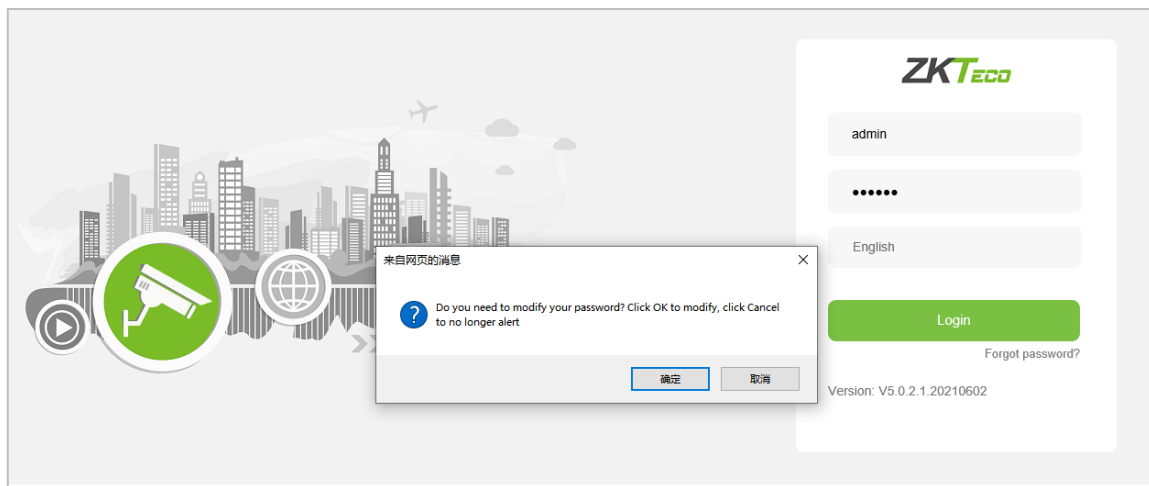 ZKTeco
admin
••••••
English
来自网页的消息
Do you need to modify your password? Click OK to modify, click Cancel
to no longer alert
确定
取消
Login
Forgot password?
Version: V5.0.2.1.20210602